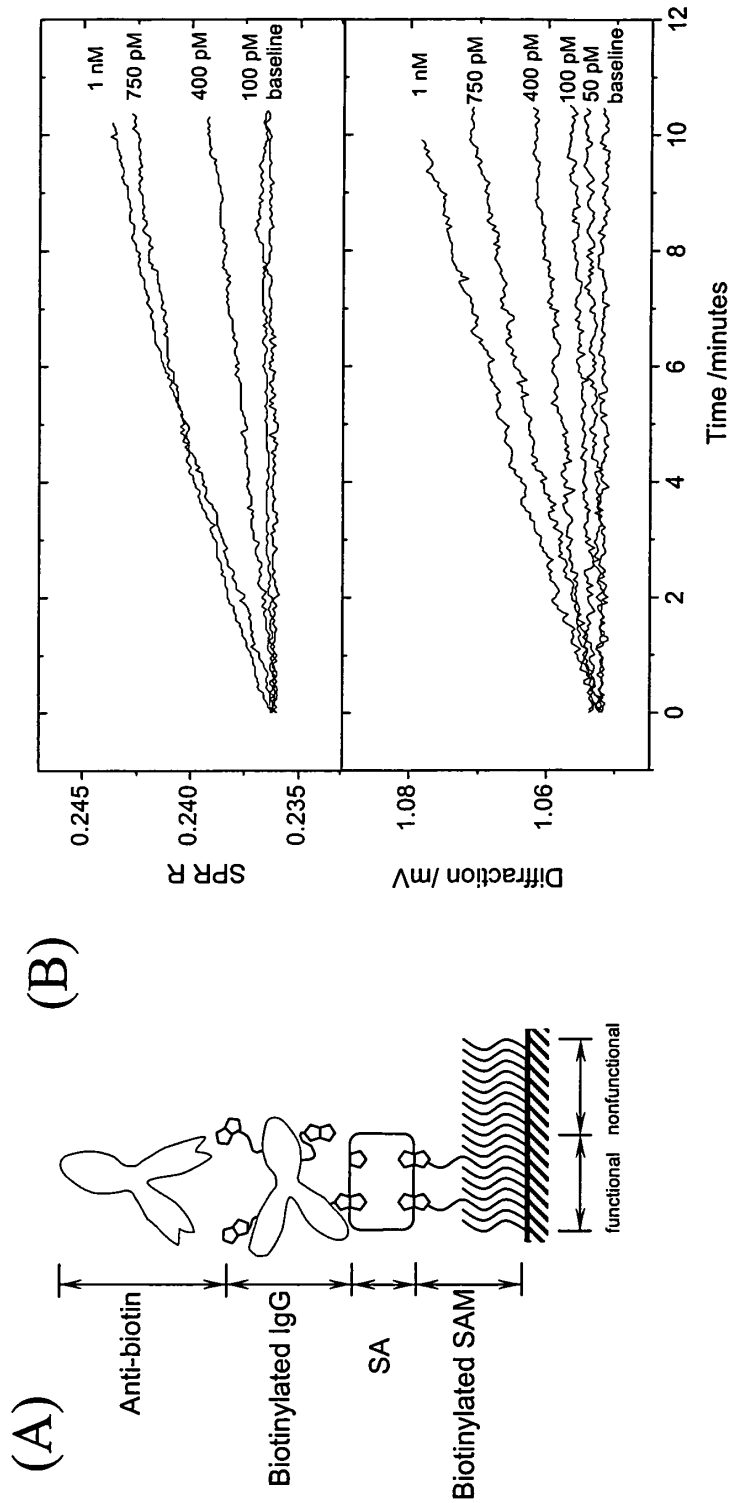 (A)
Anti-biotin
Biotinylated IgG
SA
Biotinylated SAM
functional
nonfunctional
(B)
SPR R
0.245
0.240
0.235
1 nM
750 pM
400 pM
100 pM
baseline
Diffraction /mV
1.08
1.06
1 nM
750 pM
400 pM
100 pM
50 pM
baseline
0
2
4
6
8
10
12
Time /minutes